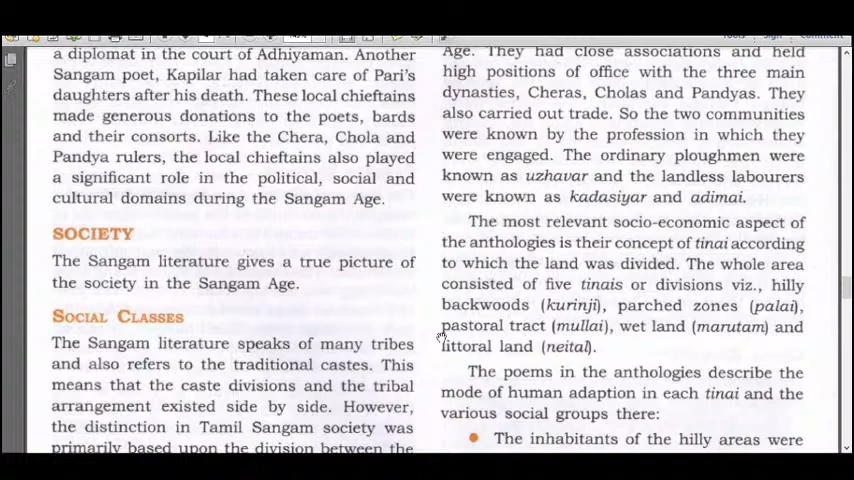 a diplomat in the court of Adhiyaman. Another
Sangam poet, Kapilar had taken care of Pari's
daughters after his death. These local chieftains
made generous donations to the poets, bards
and their consorts. Like the Chera, Chola and
Pandya rulers, the local chieftains also played
a significant role in the political, social and
cultural domains during the Sangam Age.
SOCIETY
The Sangam literature gives a true picture of
the society in the Sangam Age.
SOCIAL CLASSES
The Sangam literature speaks of many tribes
and also refers to the traditional castes. This
means that the caste divisions and the tribal
arrangement existed side by side. However,
the distinction in Tamil Sangam society was
primarily based upon the division between the
Age. They had close associations and held
high positions of office with the three main
dynasties, Cheras, Cholas and Pandyas. They
also carried out trade. So the two communities
were known by the profession in which they
were engaged. The ordinary ploughmen were
known as uzhavar and the landless labourers
were known as kadasiyar and adimai.
The most relevant socio-economic aspect of
the anthologies is their concept of tinai according
to which the land was divided. The whole area
consisted of five tinais or divisions viz., hilly
backwoods (kurinji), parched zones (palai),
pastoral tract (mullai), wet land (marutam) and
littoral land (neital).
The poems in the anthologies describe the
mode of human adaption in each tinai and the
various social groups there:
• The inhabitants of the hilly areas were